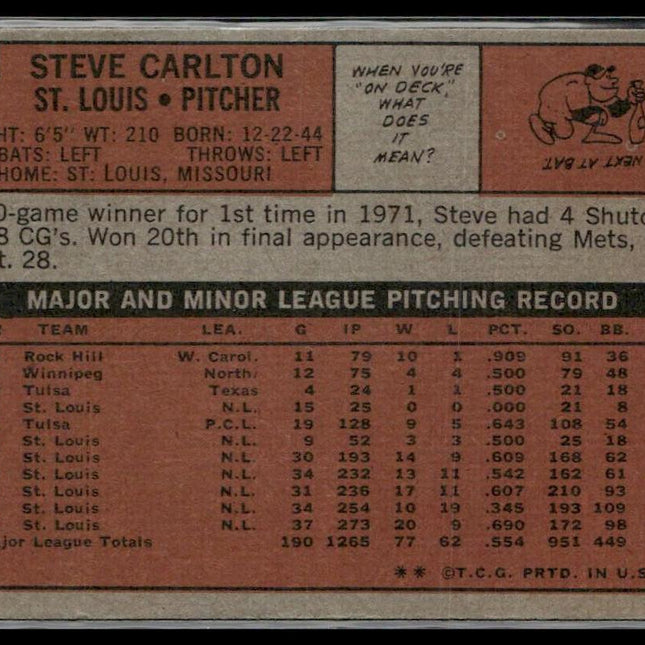 STEVE CARLTON
ST. LOUIS • PITCHER
HT: 6'5" WT: 210 BORN: 12-22-44
BATS: LEFT THROWS: LEFT
HOME: ST. LOUIS, MISSOURI
WHEN YOU'RE
"ON DECK,"
WHAT
DOES
IT
MEAN?
NEXT AT BAT.
0-game winner for 1st time in 1971, Steve had 4 Shuto
8 CG's. Won 20th in final appearance, defeating Mets,
t. 28.
MAJOR AND MINOR LEAGUE PITCHING RECORD
TEAM LEA. G IP W L PCT. SO. BB.
Rock Hill W. Carol. 11 79 10 1 .909 91 36
Winnipeg North. 12 75 4 4 .500 79 48
Tulsa Texas 4 24 1 1 .500 21 18
St. Louis N.L. 15 25 0 0 .000 21 8
Tulsa P.C.L. 19 128 9 5 .643 108 54
St. Louis N.L. 9 52 3 3 .500 25 18
St. Louis N.L. 30 193 14 9 .609 168 62
St. Louis N.L. 34 232 13 11 .542 162 61
St. Louis N.L. 31 236 17 11 .607 210 93
St. Louis N.L. 34 254 10 19 .345 193 109
St. Louis N.L. 37 273 20 9 .690 172 98
jor League Totals 190 1265 77 62 .554 951 449
** ©T.C.G. PRTD. IN U.S